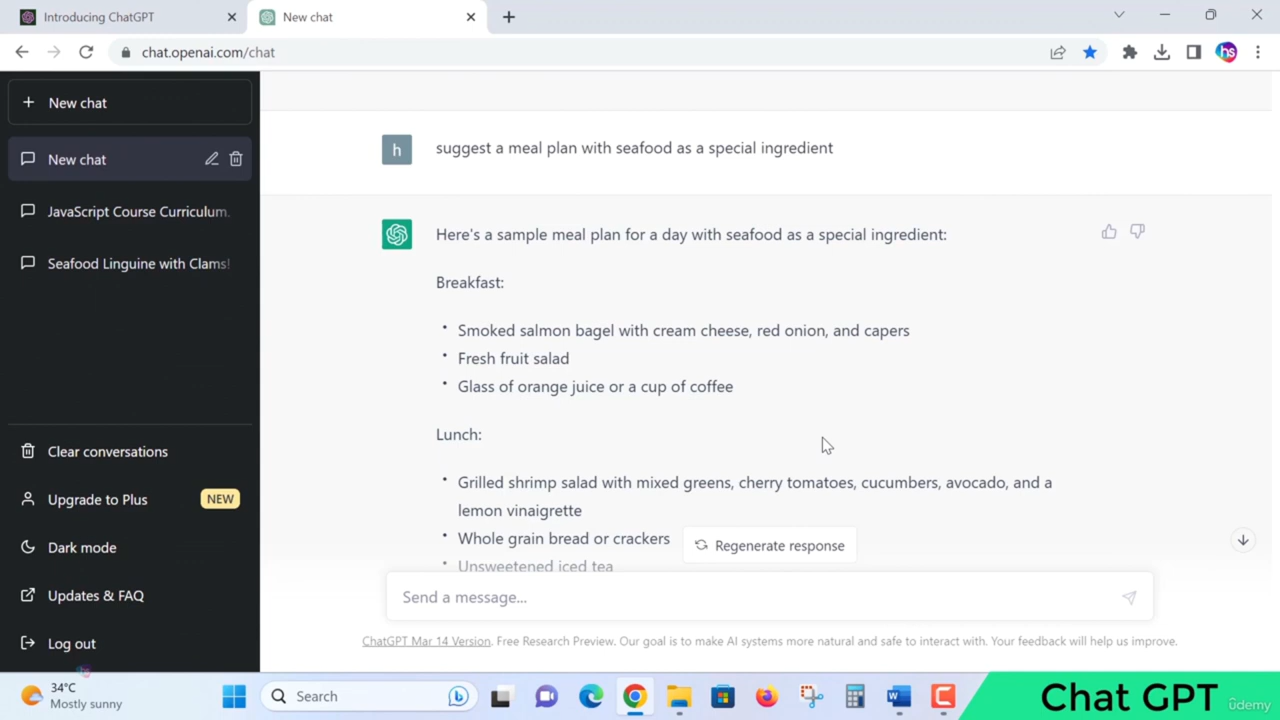 Introducing ChatGPT
New chat
chat.openai.com/chat
hs
New chat
New chat
JavaScript Course Curriculum.
Seafood Linguine with Clams!
Clear conversations
Upgrade to Plus NEW
Dark mode
Updates & FAQ
Log out
h
suggest a meal plan with seafood as a special ingredient
Here's a sample meal plan for a day with seafood as a special ingredient:
Breakfast:
• Smoked salmon bagel with cream cheese, red onion, and capers
• Fresh fruit salad
• Glass of orange juice or a cup of coffee
Lunch:
• Grilled shrimp salad with mixed greens, cherry tomatoes, cucumbers, avocado, and a
lemon vinaigrette
• Whole grain bread or crackers
• Unsweetened iced tea
Regenerate response
Send a message...
ChatGPT Mar 14 Version. Free Research Preview. Our goal is to make AI systems more natural and safe to interact with. Your feedback will help us improve.
hs
34°C
Mostly sunny
Search
Chat GPT
ûdemy